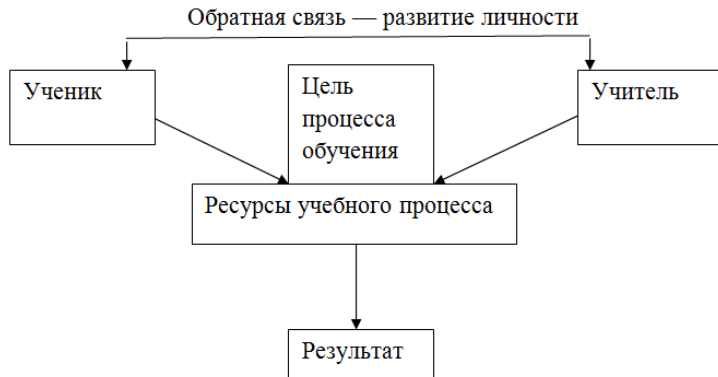 Обратная связь — развитие личности
Ученик
Цель
процесса
обучения
Учитель
Ресурсы учебного процесса
Результат